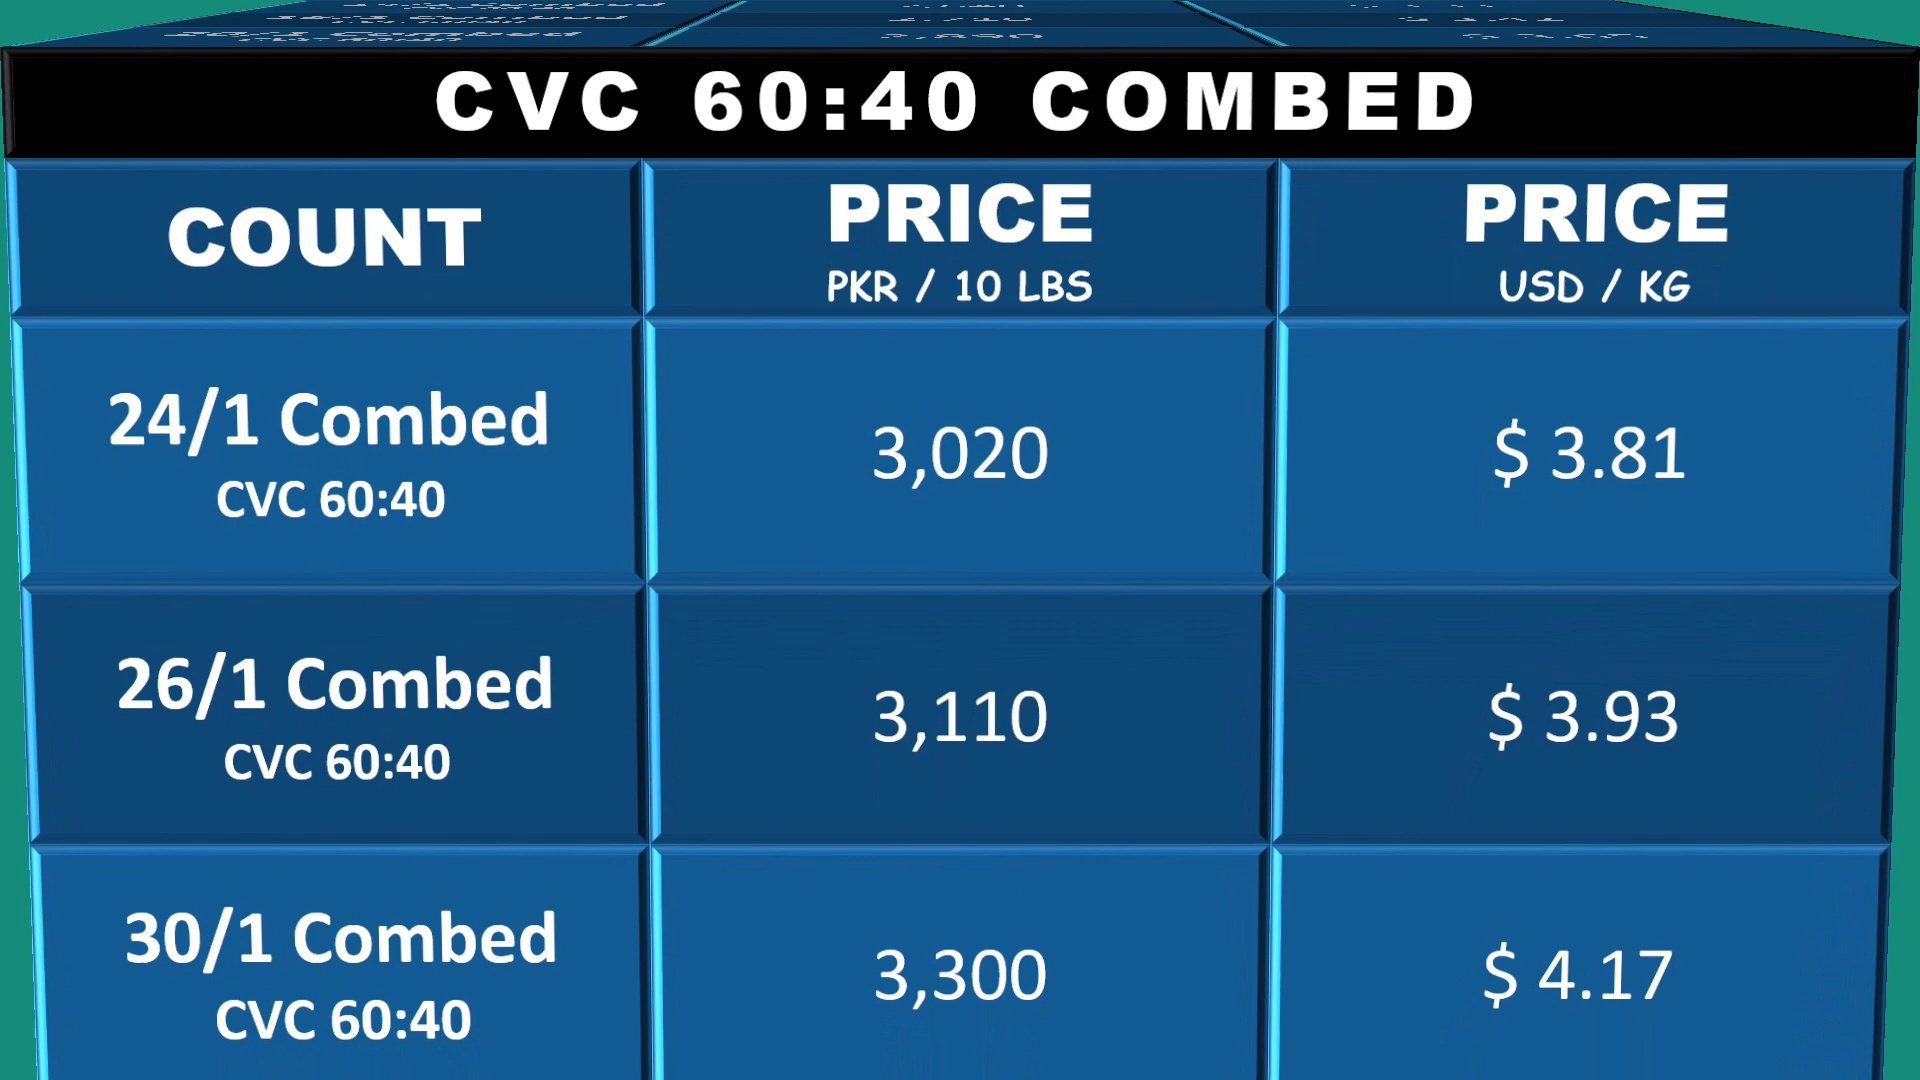 CVC 60:40 COMBED
COUNT
PRICE
PKR / 10 LBS
PRICE
USD / KG
24/1 Combed
CVC 60:40
3,020
$ 3.81
26/1 Combed
CVC 60:40
3,110
$ 3.93
30/1 Combed
CVC 60:40
3,300
$ 4.17